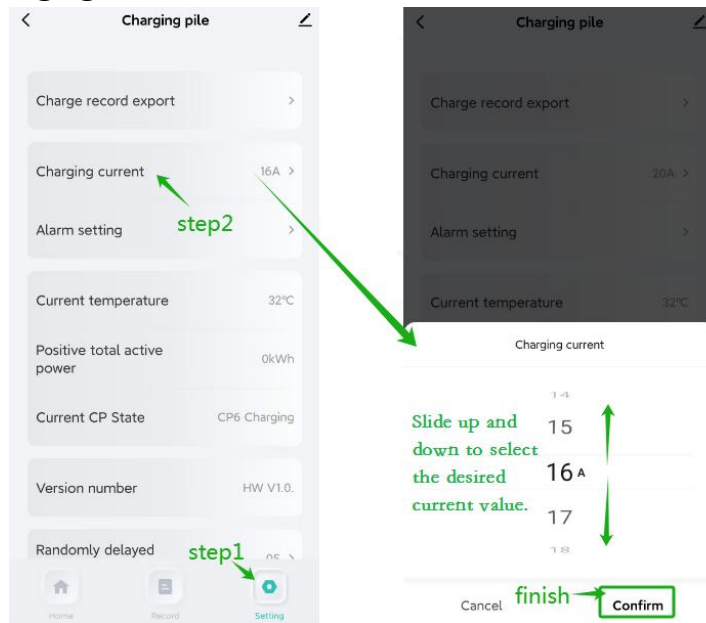 Charging pile
Charge record export
Charging current 16A
step2
Alarm setting
Current temperature 32℃
Positive total active
power
0kWh
Current CP State CP6 Charging
Version number HW V1.0.
Randomly delayed
step1
Home Record Setting
Charging pile
Charge record export
Charging current 20A
Alarm setting
Current temperature 32℃
Charging current
14
Slide up and
down to select
the desired
current value.
15
16 A
17
18
finish
Cancel Confirm